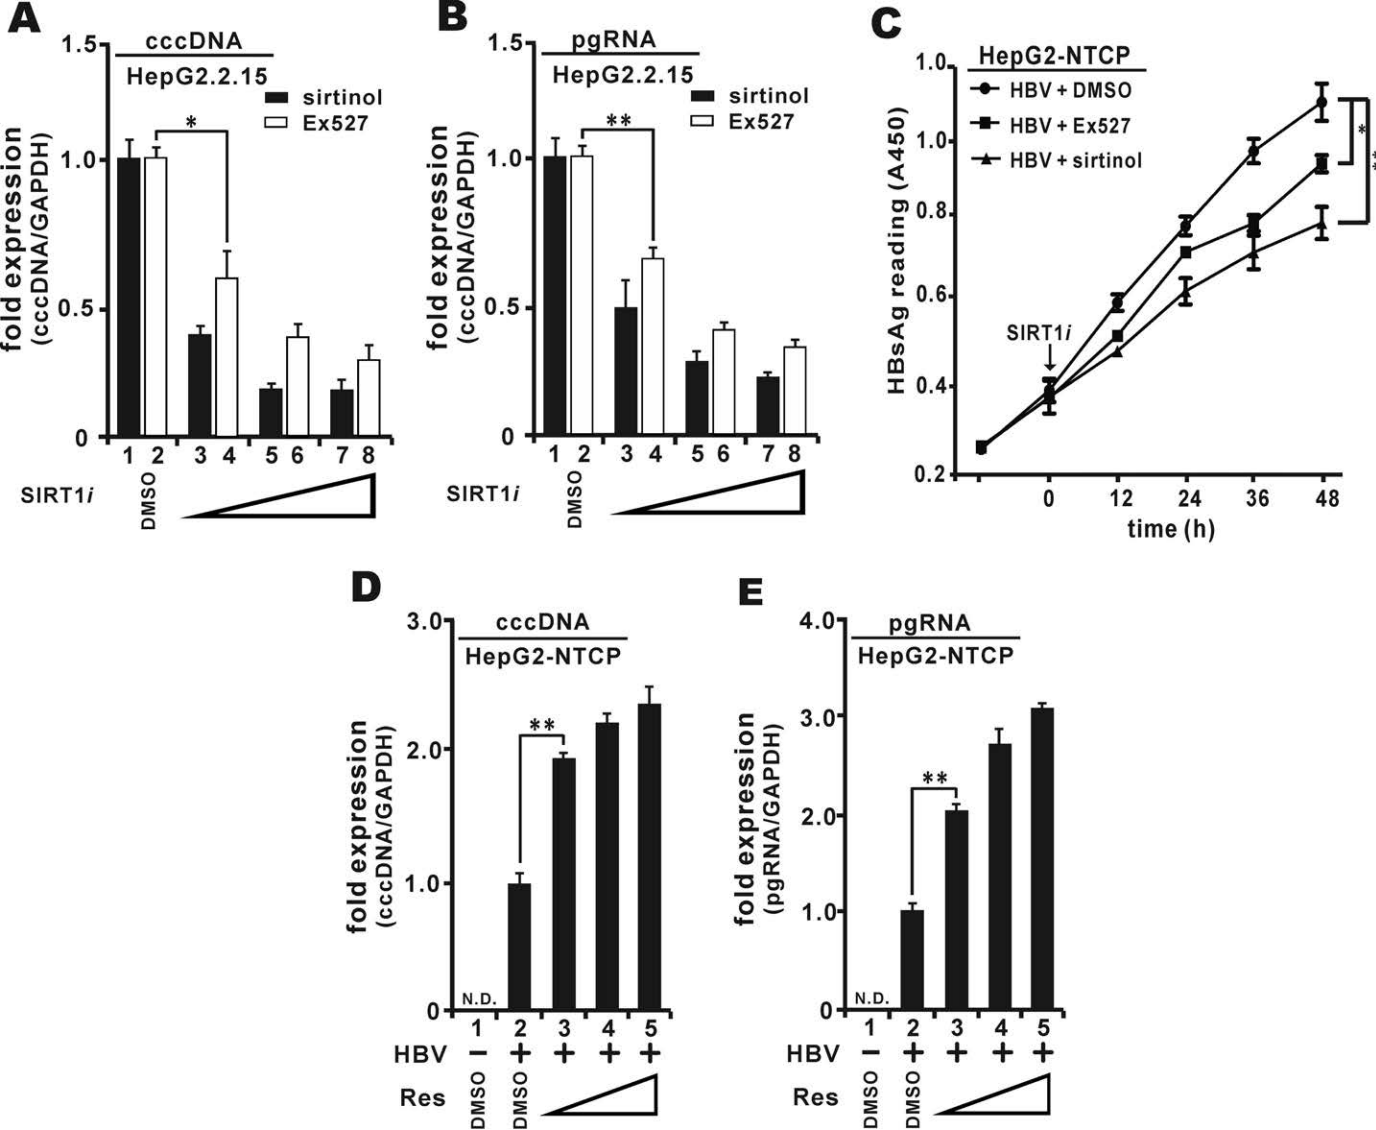 A
cccDNA
HepG2.2.15
sirtinol
Ex527
*
1.5
1.0
0.5
0
fold expression
(cccDNA/GAPDH)
1 2 3 4 5 6 7 8
SIRT1i
DMSO
B
pgRNA
HepG2.2.15
sirtinol
Ex527
**
1.5
1.0
0.5
0
fold expression
(cccDNA/GAPDH)
1 2 3 4 5 6 7 8
SIRT1i
DMSO
C
HepG2-NTCP
HBV + DMSO
HBV + Ex527
HBV + sirtinol
1.0
1.0
0.8
0.6
0.4
0.2
HBsAg reading (A450)
SIRT1i
*
**
0 12 24 36 48
time (h)
D
cccDNA
HepG2-NTCP
**
3.0
2.0
1.0
0
fold expression
(cccDNA/GAPDH)
N.D.
1 2 3 4 5
HBV − + + + +
Res DMSO DMSO
E
pgRNA
HepG2-NTCP
**
4.0
3.0
2.0
1.0
0
fold expression
(pgRNA/GAPDH)
N.D.
1 2 3 4 5
HBV − + + + +
Res DMSO DMSO